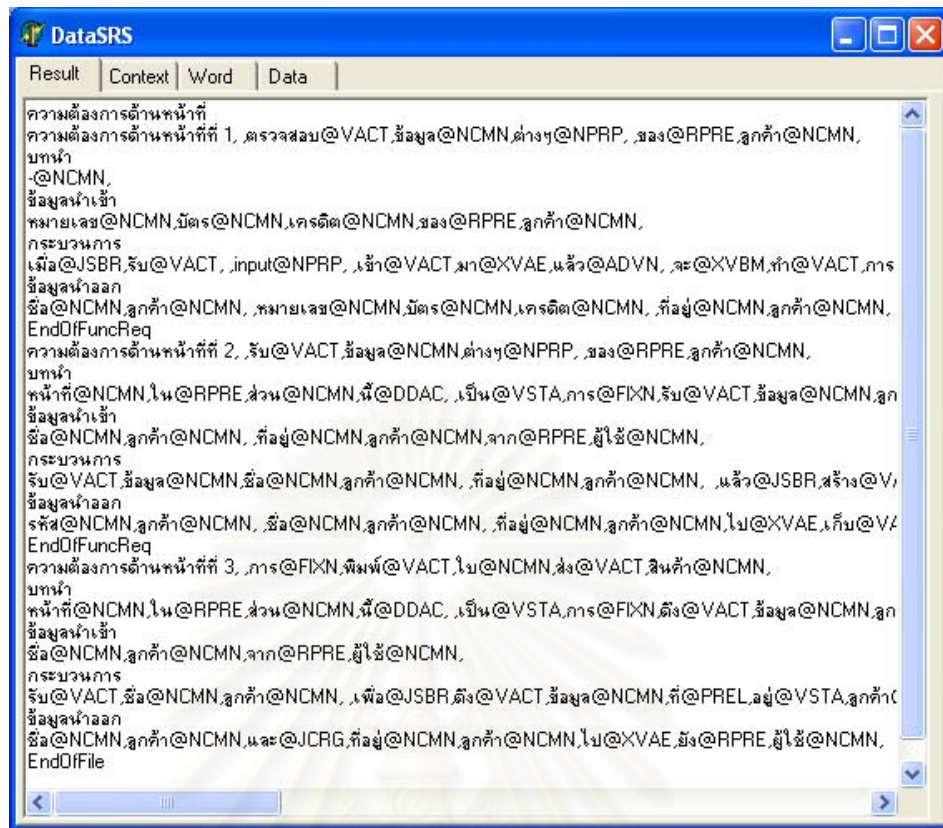 DataSRS
Result Context Word Data
ความต้องการด้านหน้าที่
ความต้องการด้านหน้าที่ที่ 1, ,ตรวจสอบ@VACT,ข้อมูล@NCMN,ต่างๆ@NPRP, ,ของ@RPRE,ลูกค้า@NCMN,
บทนำ
-@NCMN,
ข้อมูลนำเข้า
หมายเลข@NCMN,บัตร@NCMN,เครดิต@NCMN,ของ@RPRE,ลูกค้า@NCMN,
กระบวนการ
เมื่อ@JSBR,รับ@VACT, ,input@NPRP, ,เข้า@VACT,มา@XVAE,แล้ว@ADVN, ,จะ@XVBM,ทำ@VACT,การ
ข้อมูลนำออก
ชื่อ@NCMN,ลูกค้า@NCMN, ,หมายเลข@NCMN,บัตร@NCMN,เครดิต@NCMN, ,ที่อยู่@NCMN,ลูกค้า@NCMN,
EndOfFuncReq
ความต้องการด้านหน้าที่ที่ 2, ,รับ@VACT,ข้อมูล@NCMN,ต่างๆ@NPRP, ,ของ@RPRE,ลูกค้า@NCMN,
บทนำ
หน้าที่@NCMN,ใน@RPRE,ส่วน@NCMN,นี้@DDAC, ,เป็น@VSTA,การ@FIXN,รับ@VACT,ข้อมูล@NCMN,ลูก
ข้อมูลนำเข้า
ชื่อ@NCMN,ลูกค้า@NCMN, ,ที่อยู่@NCMN,ลูกค้า@NCMN,จาก@RPRE,ผู้ใช้@NCMN,
กระบวนการ
รับ@VACT,ข้อมูล@NCMN,ชื่อ@NCMN,ลูกค้า@NCMN, ,ที่อยู่@NCMN,ลูกค้า@NCMN, ,แล้ว@JSBR,สร้าง@V
ข้อมูลนำออก
รหัส@NCMN,ลูกค้า@NCMN, ,ชื่อ@NCMN,ลูกค้า@NCMN, ,ที่อยู่@NCMN,ลูกค้า@NCMN,ไป@XVAE,เก็บ@VA
EndOfFuncReq
ความต้องการด้านหน้าที่ที่ 3, ,การ@FIXN,พิมพ์@VACT,ใบ@NCMN,ส่ง@VACT,สินค้า@NCMN,
บทนำ
หน้าที่@NCMN,ใน@RPRE,ส่วน@NCMN,นี้@DDAC, ,เป็น@VSTA,การ@FIXN,ดึง@VACT,ข้อมูล@NCMN,ลูก
ข้อมูลนำเข้า
ชื่อ@NCMN,ลูกค้า@NCMN,จาก@RPRE,ผู้ใช้@NCMN,
กระบวนการ
รับ@VACT,ชื่อ@NCMN,ลูกค้า@NCMN, ,เพื่อ@JSBR,ดึง@VACT,ข้อมูล@NCMN,ที่@PREL,อยู่@VSTA,ลูกค้า
ข้อมูลนำออก
ชื่อ@NCMN,ลูกค้า@NCMN,และ@JCRG,ที่อยู่@NCMN,ลูกค้า@NCMN,ไป@XVAE,ยัง@RPRE,ผู้ใช้@NCMN,
EndOfFile